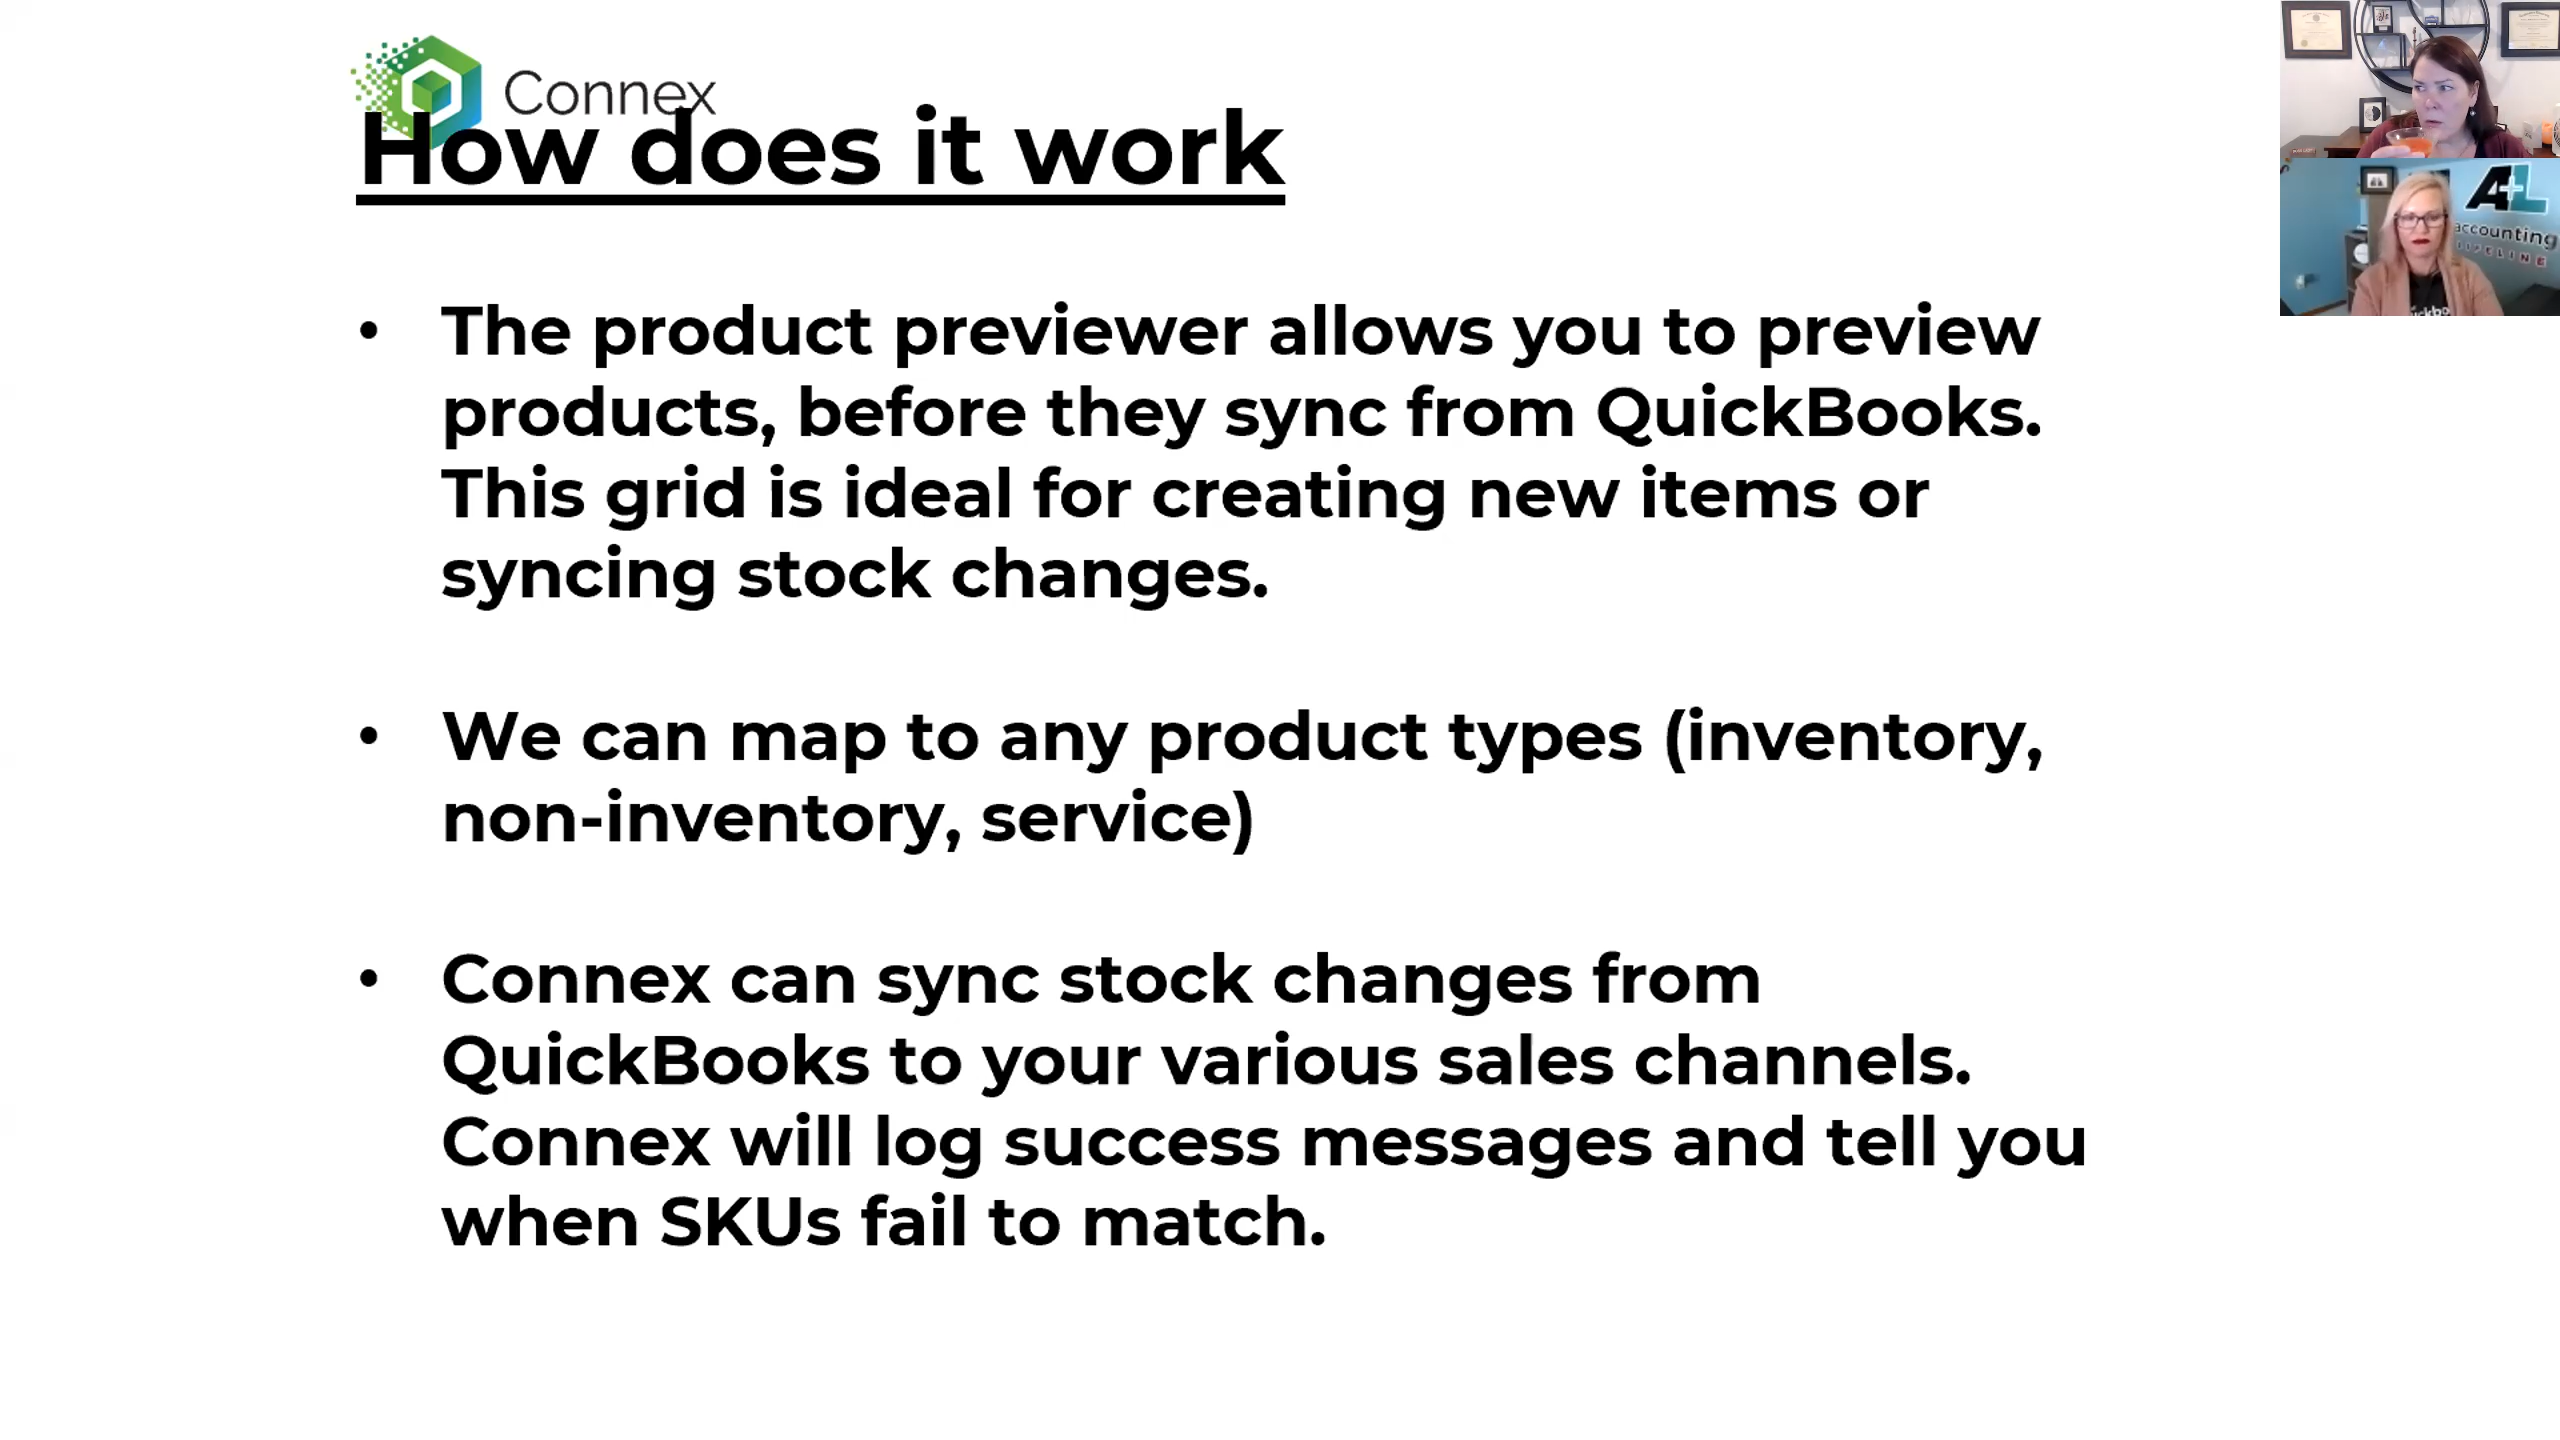 Connex
How does it work
• The product previewer allows you to preview
products, before they sync from QuickBooks.
This grid is ideal for creating new items or
syncing stock changes.
• We can map to any product types (inventory,
non-inventory, service)
• Connex can sync stock changes from
QuickBooks to your various sales channels.
Connex will log success messages and tell you
when SKUs fail to match.
A+L
accounting
LIFELINE